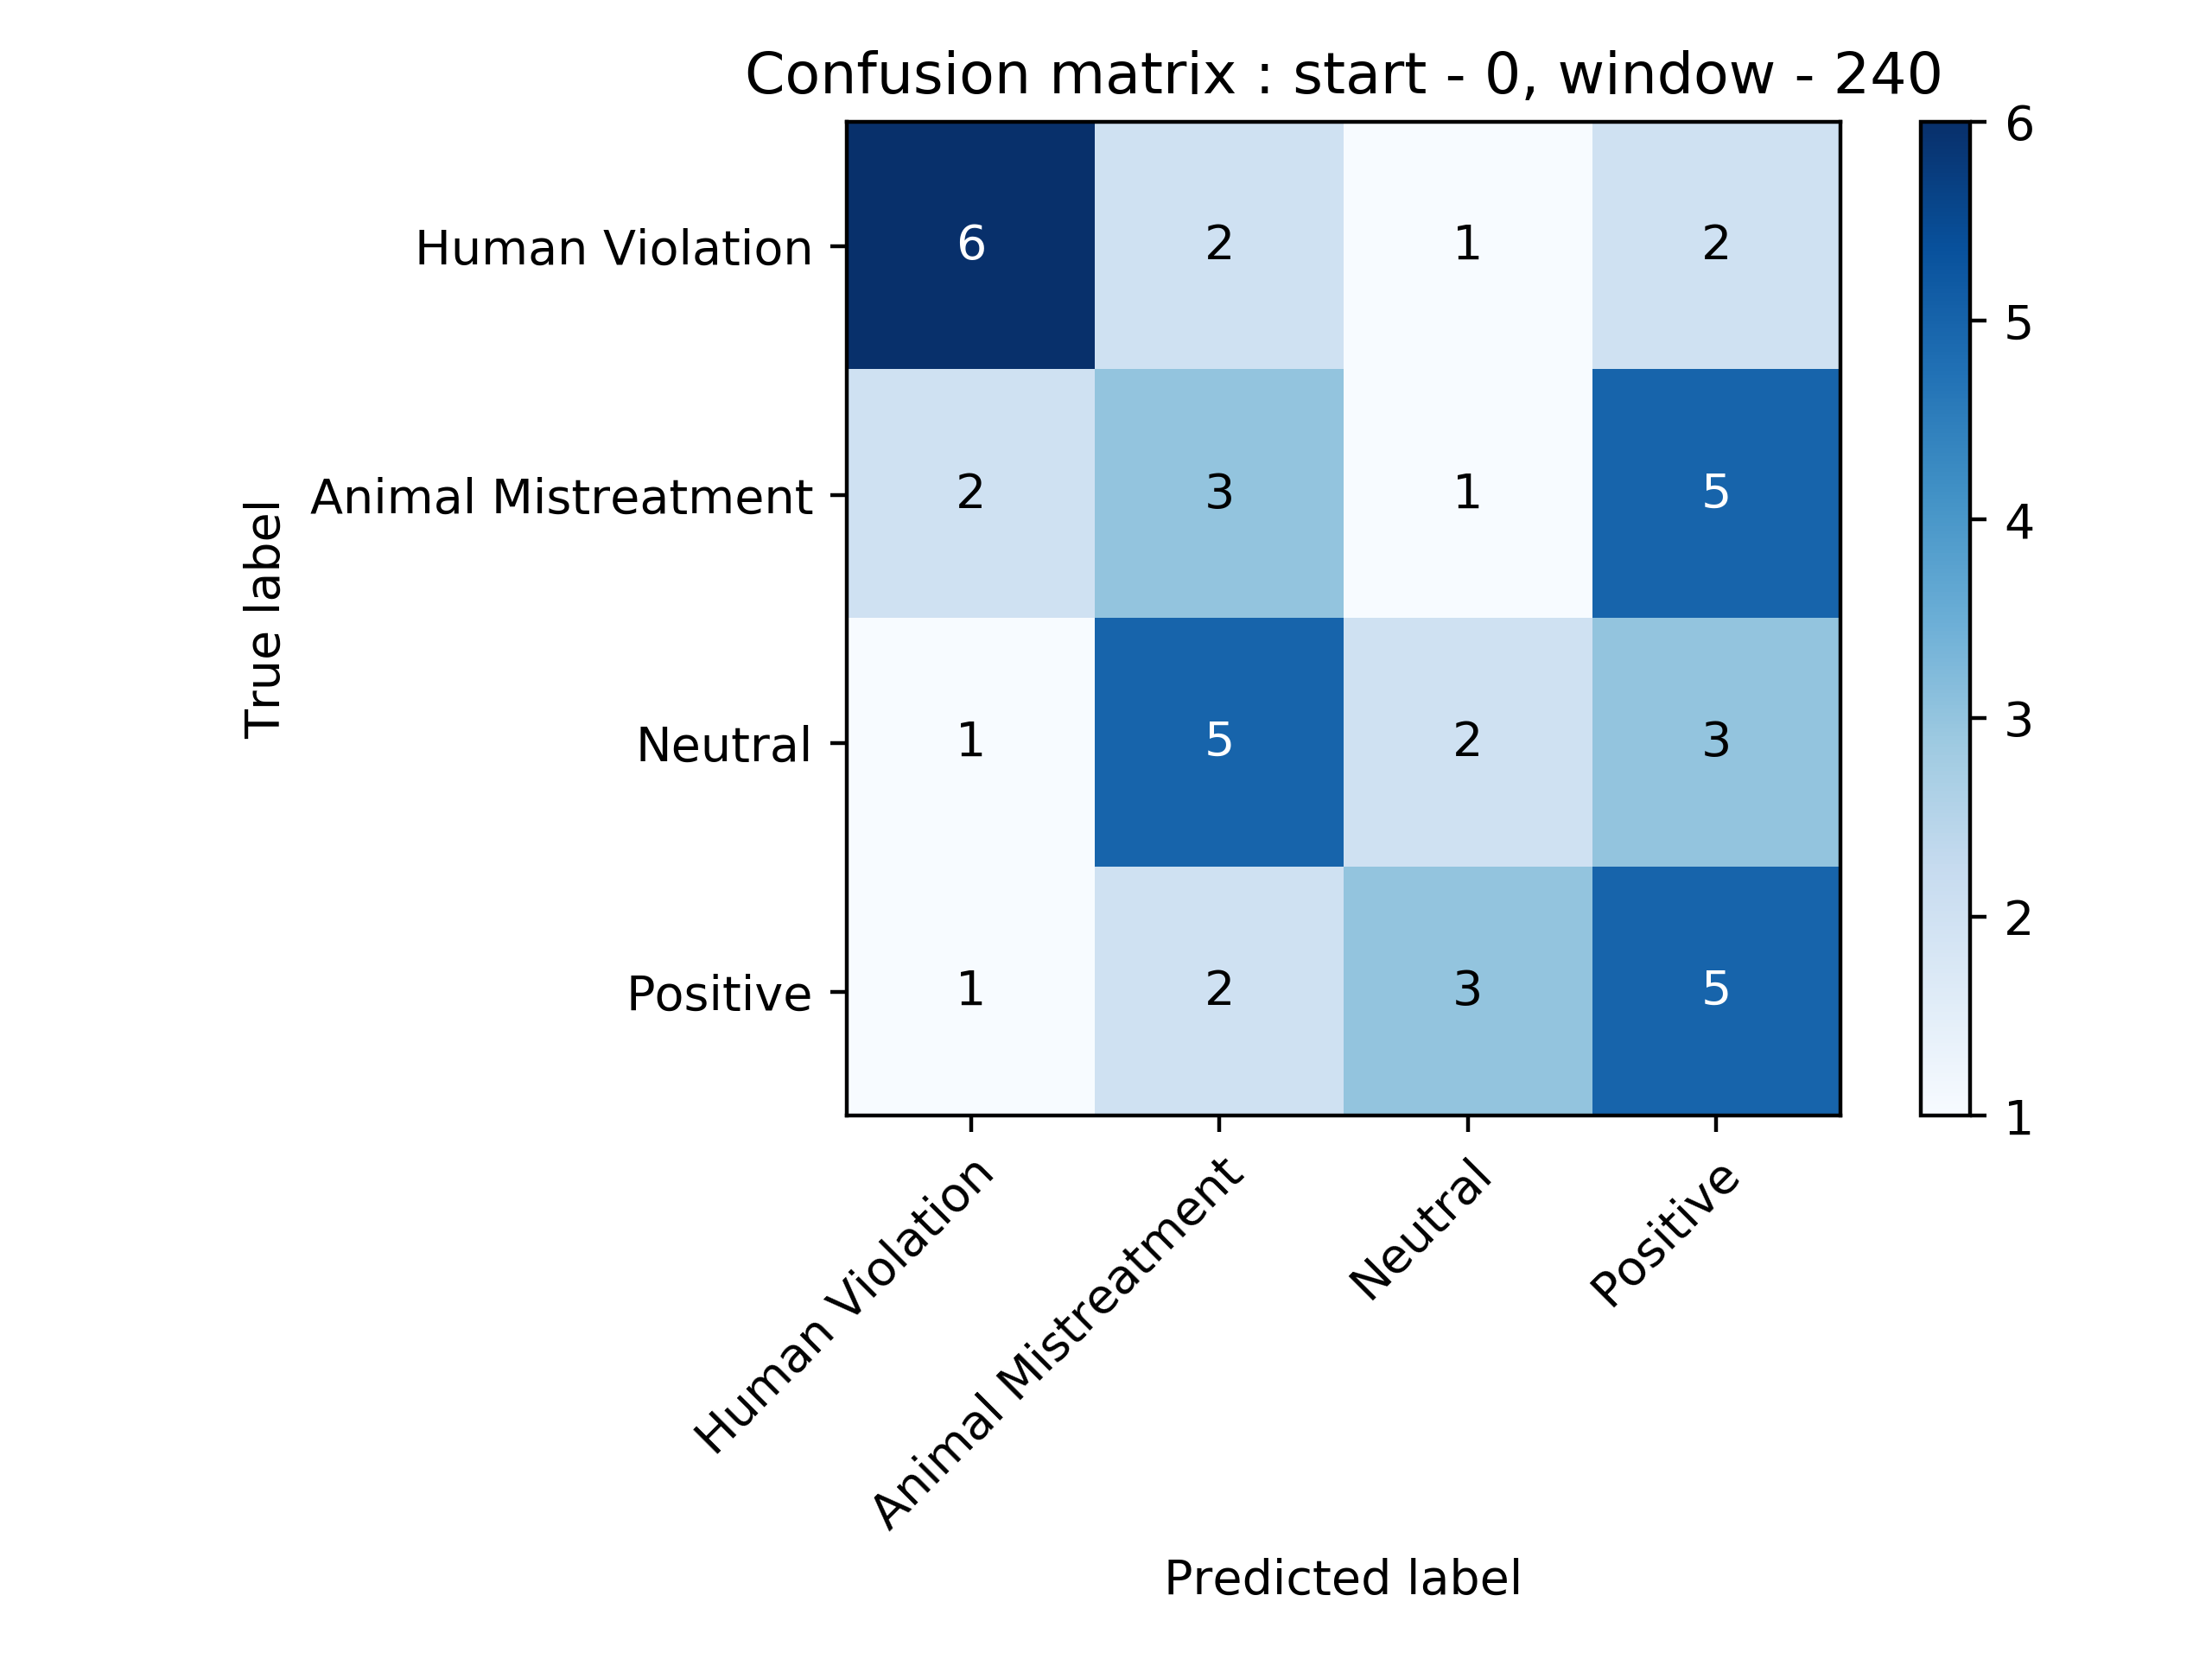 Confusion matrix : start - 0, window - 240
True label
Human Violation
6 2 1 2
Animal Mistreatment
2 3 1 5
Neutral
1 5 2 3
Positive
1 2 3 5
Human Violation
Animal Mistreatment
Neutral
Positive
Predicted label
6
5
4
3
2
1